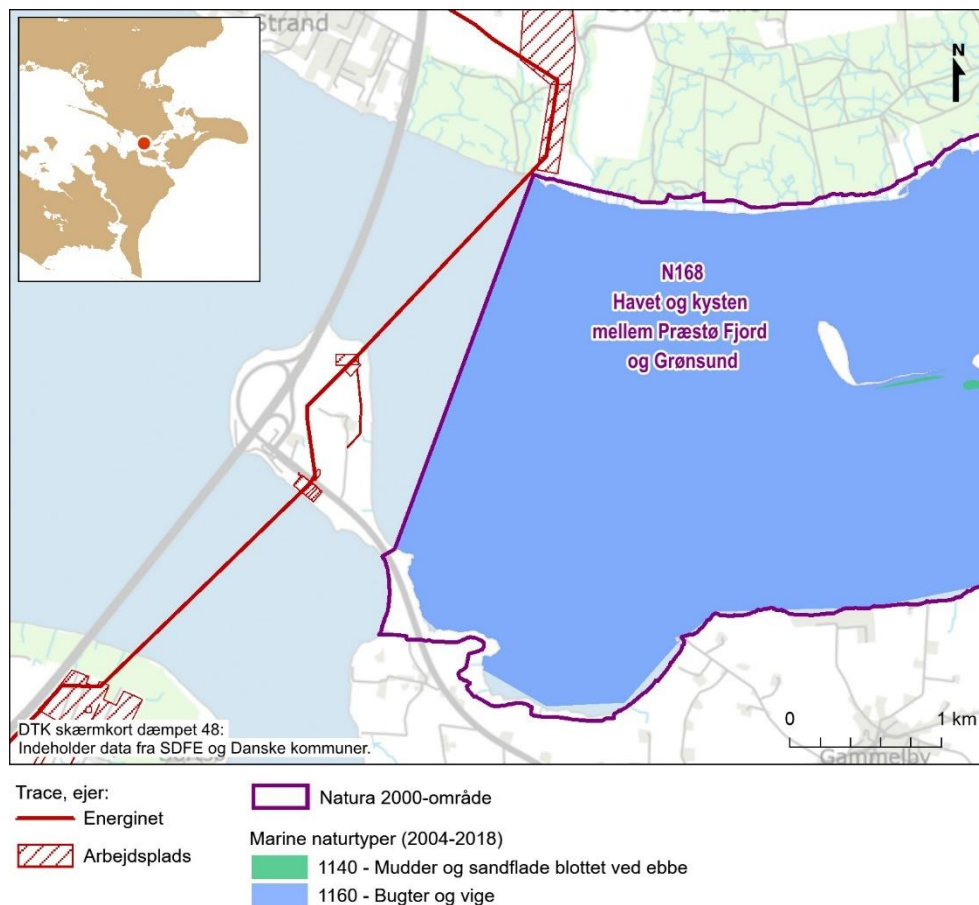 Strand
N
N168
Havet og kysten
mellem Præstø Fjord
og Grønsund
0 1 km
DTK skærmkort dæmpet 48:
Indeholder data fra SDFE og Danske kommuner.
Gammelby
Trace, ejer:
Energinet
Arbejdsplads
Natura 2000-område
Marine naturtyper (2004-2018)
1140 - Mudder og sandflade blottet ved ebbe
1160 - Bugter og vige